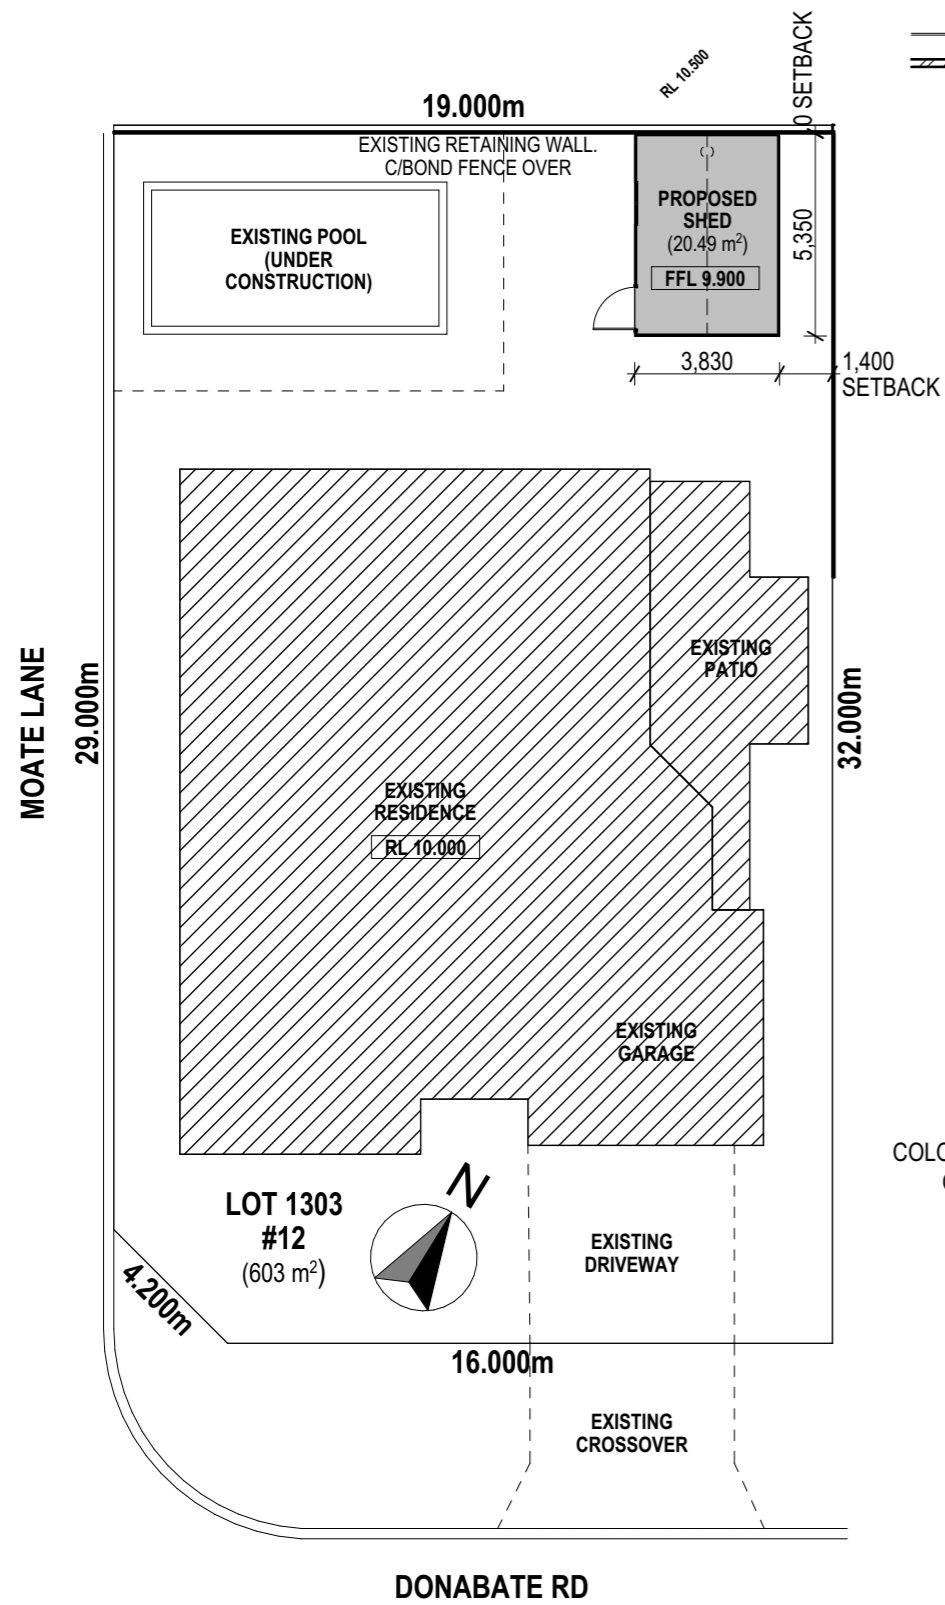 0 SETBACK
RL 10.500
19.000m
EXISTING RETAINING WALL.
C/BOND FENCE OVER
PROPOSED
SHED
(20.49 m²)
FFL 9.900
5,350
EXISTING POOL
(UNDER
CONSTRUCTION)
3,830
1,400
SETBACK
MOATE LANE
29.000m
EXISTING
PATIO
32.000m
EXISTING
RESIDENCE
RL 10.000
EXISTING
GARAGE
LOT 1303
#12
(603 m²)
N
EXISTING
DRIVEWAY
4.200m
16.000m
EXISTING
CROSSOVER
DONABATE RD